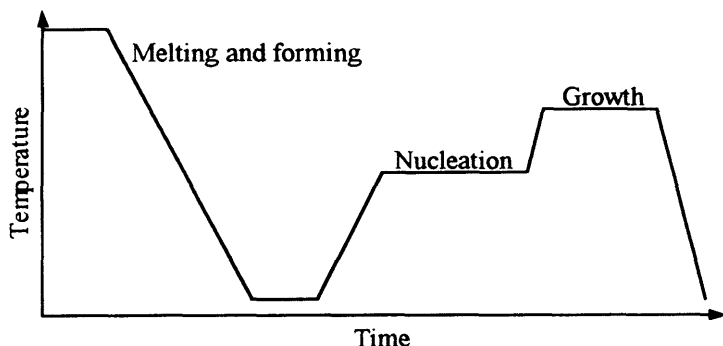 Melting and forming
Growth
Nucleation
Temperature
Time